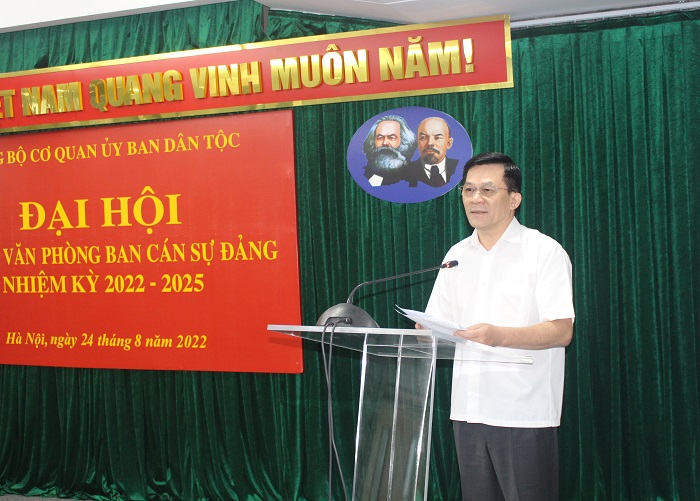 NAM QUANG VINH MUÔN NĂM!
BỘ CƠ QUAN ỦY BAN DÂN TỘC
ĐẠI HỘI
VĂN PHÒNG BAN CÁN SỰ ĐẢNG
NHIỆM KỲ 2022 - 2025
Hà Nội, ngày 24 tháng 8 năm 2022